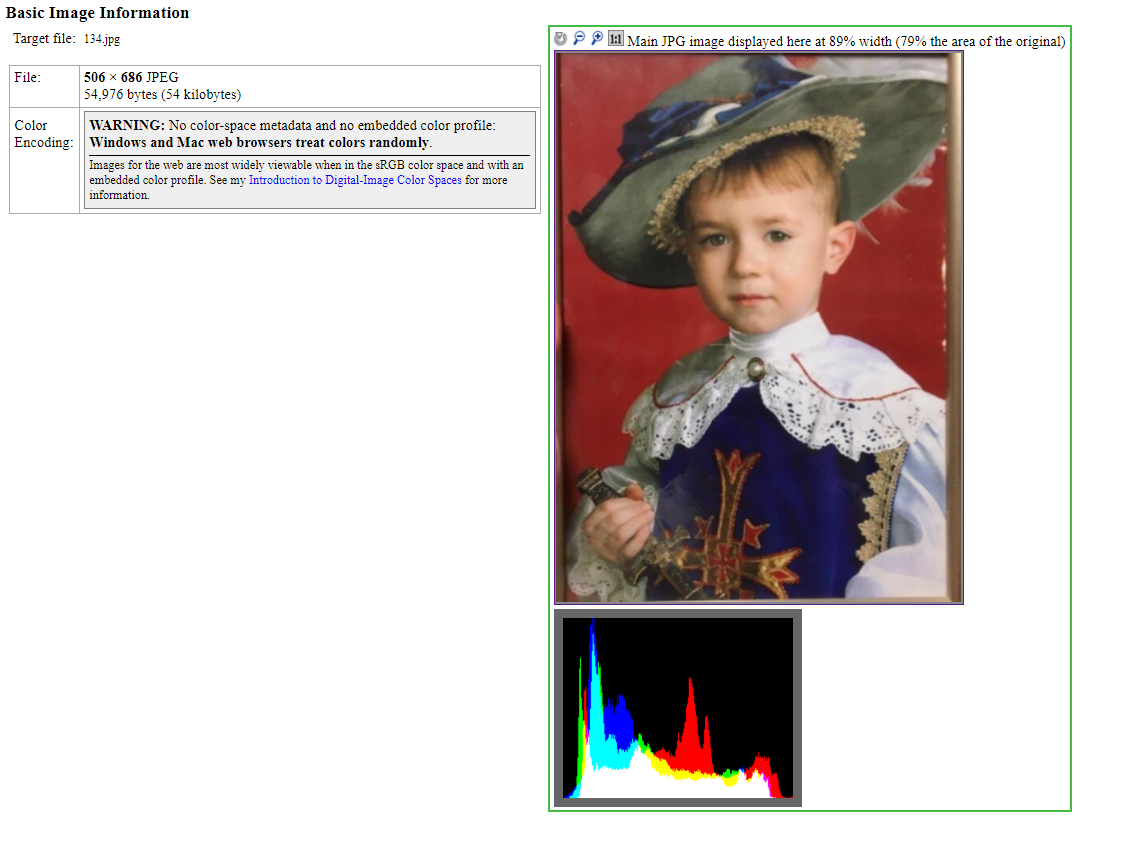 Basic Image Information
Target file: 134.jpg
File: 506 × 686 JPEG
54,976 bytes (54 kilobytes)
Color
Encoding:
WARNING: No color-space metadata and no embedded color profile:
Windows and Mac web browsers treat colors randomly.
Images for the web are most widely viewable when in the sRGB color space and with an
embedded color profile. See my Introduction to Digital-Image Color Spaces for more
information.
1:1 Main JPG image displayed here at 89% width (79% the area of the original)